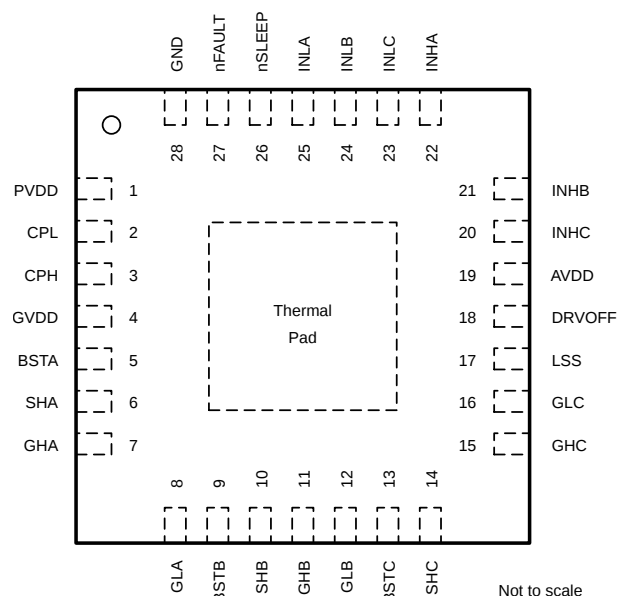 GND nFAULT nSLEEP INLA INLB INLC INHA
28 27 26 25 24 23 22
PVDD 1
CPL 2
CPH 3
GVDD 4
BSTA 5
SHA 6
GHA 7
21 INHB
20 INHC
19 AVDD
18 DRVOFF
17 LSS
16 GLC
15 GHC
Thermal
Pad
8 9 10 11 12 13 14
GLA BSTB SHB GHB GLB BSTC SHC
Not to scale